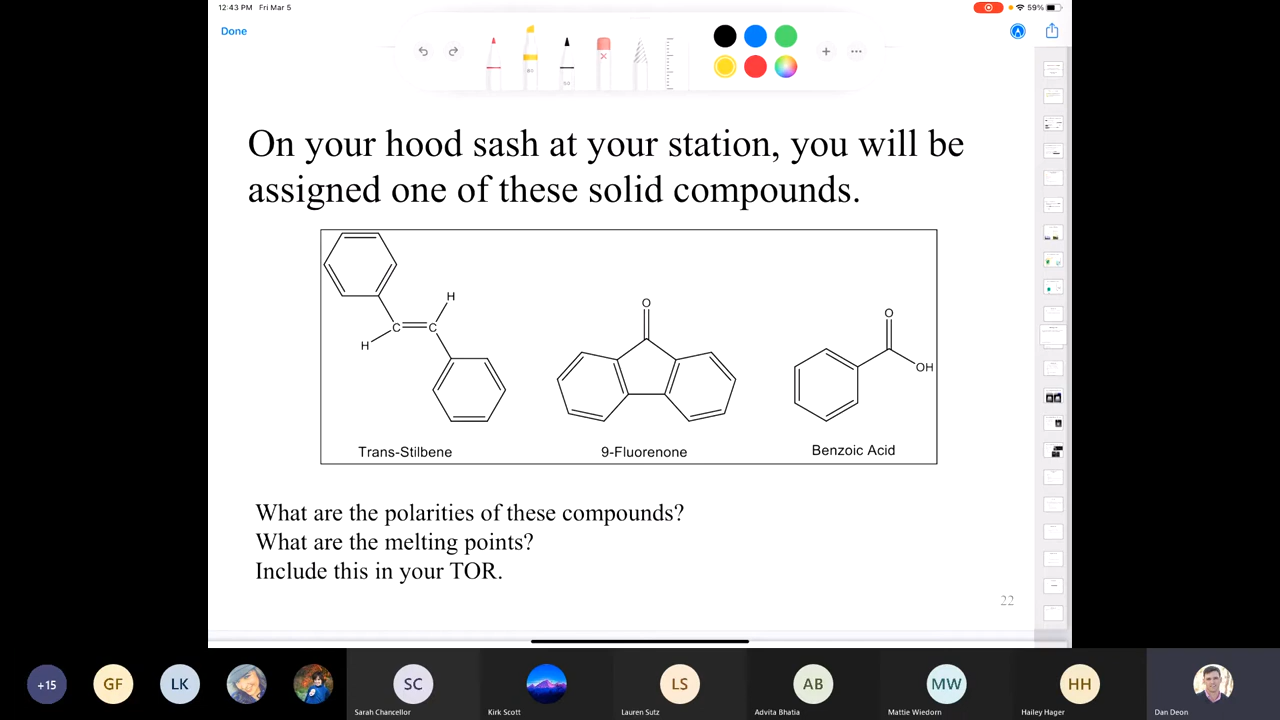 12:43 PM Fri Mar 5
59%
Done
On your hood sash at your station, you will be
assigned one of these solid compounds.
H
C
C
H
O
O
OH
Trans-Stilbene
9-Fluorenone
Benzoic Acid
What are the polarities of these compounds?
What are the melting points?
Include this in your TOR.
22
+15
GF
LK
SC
LS
AB
MW
HH
Sarah Chancellor
Kirk Scott
Lauren Sutz
Advita Bhatia
Mattie Wiedorn
Hailey Hager
Dan Deon